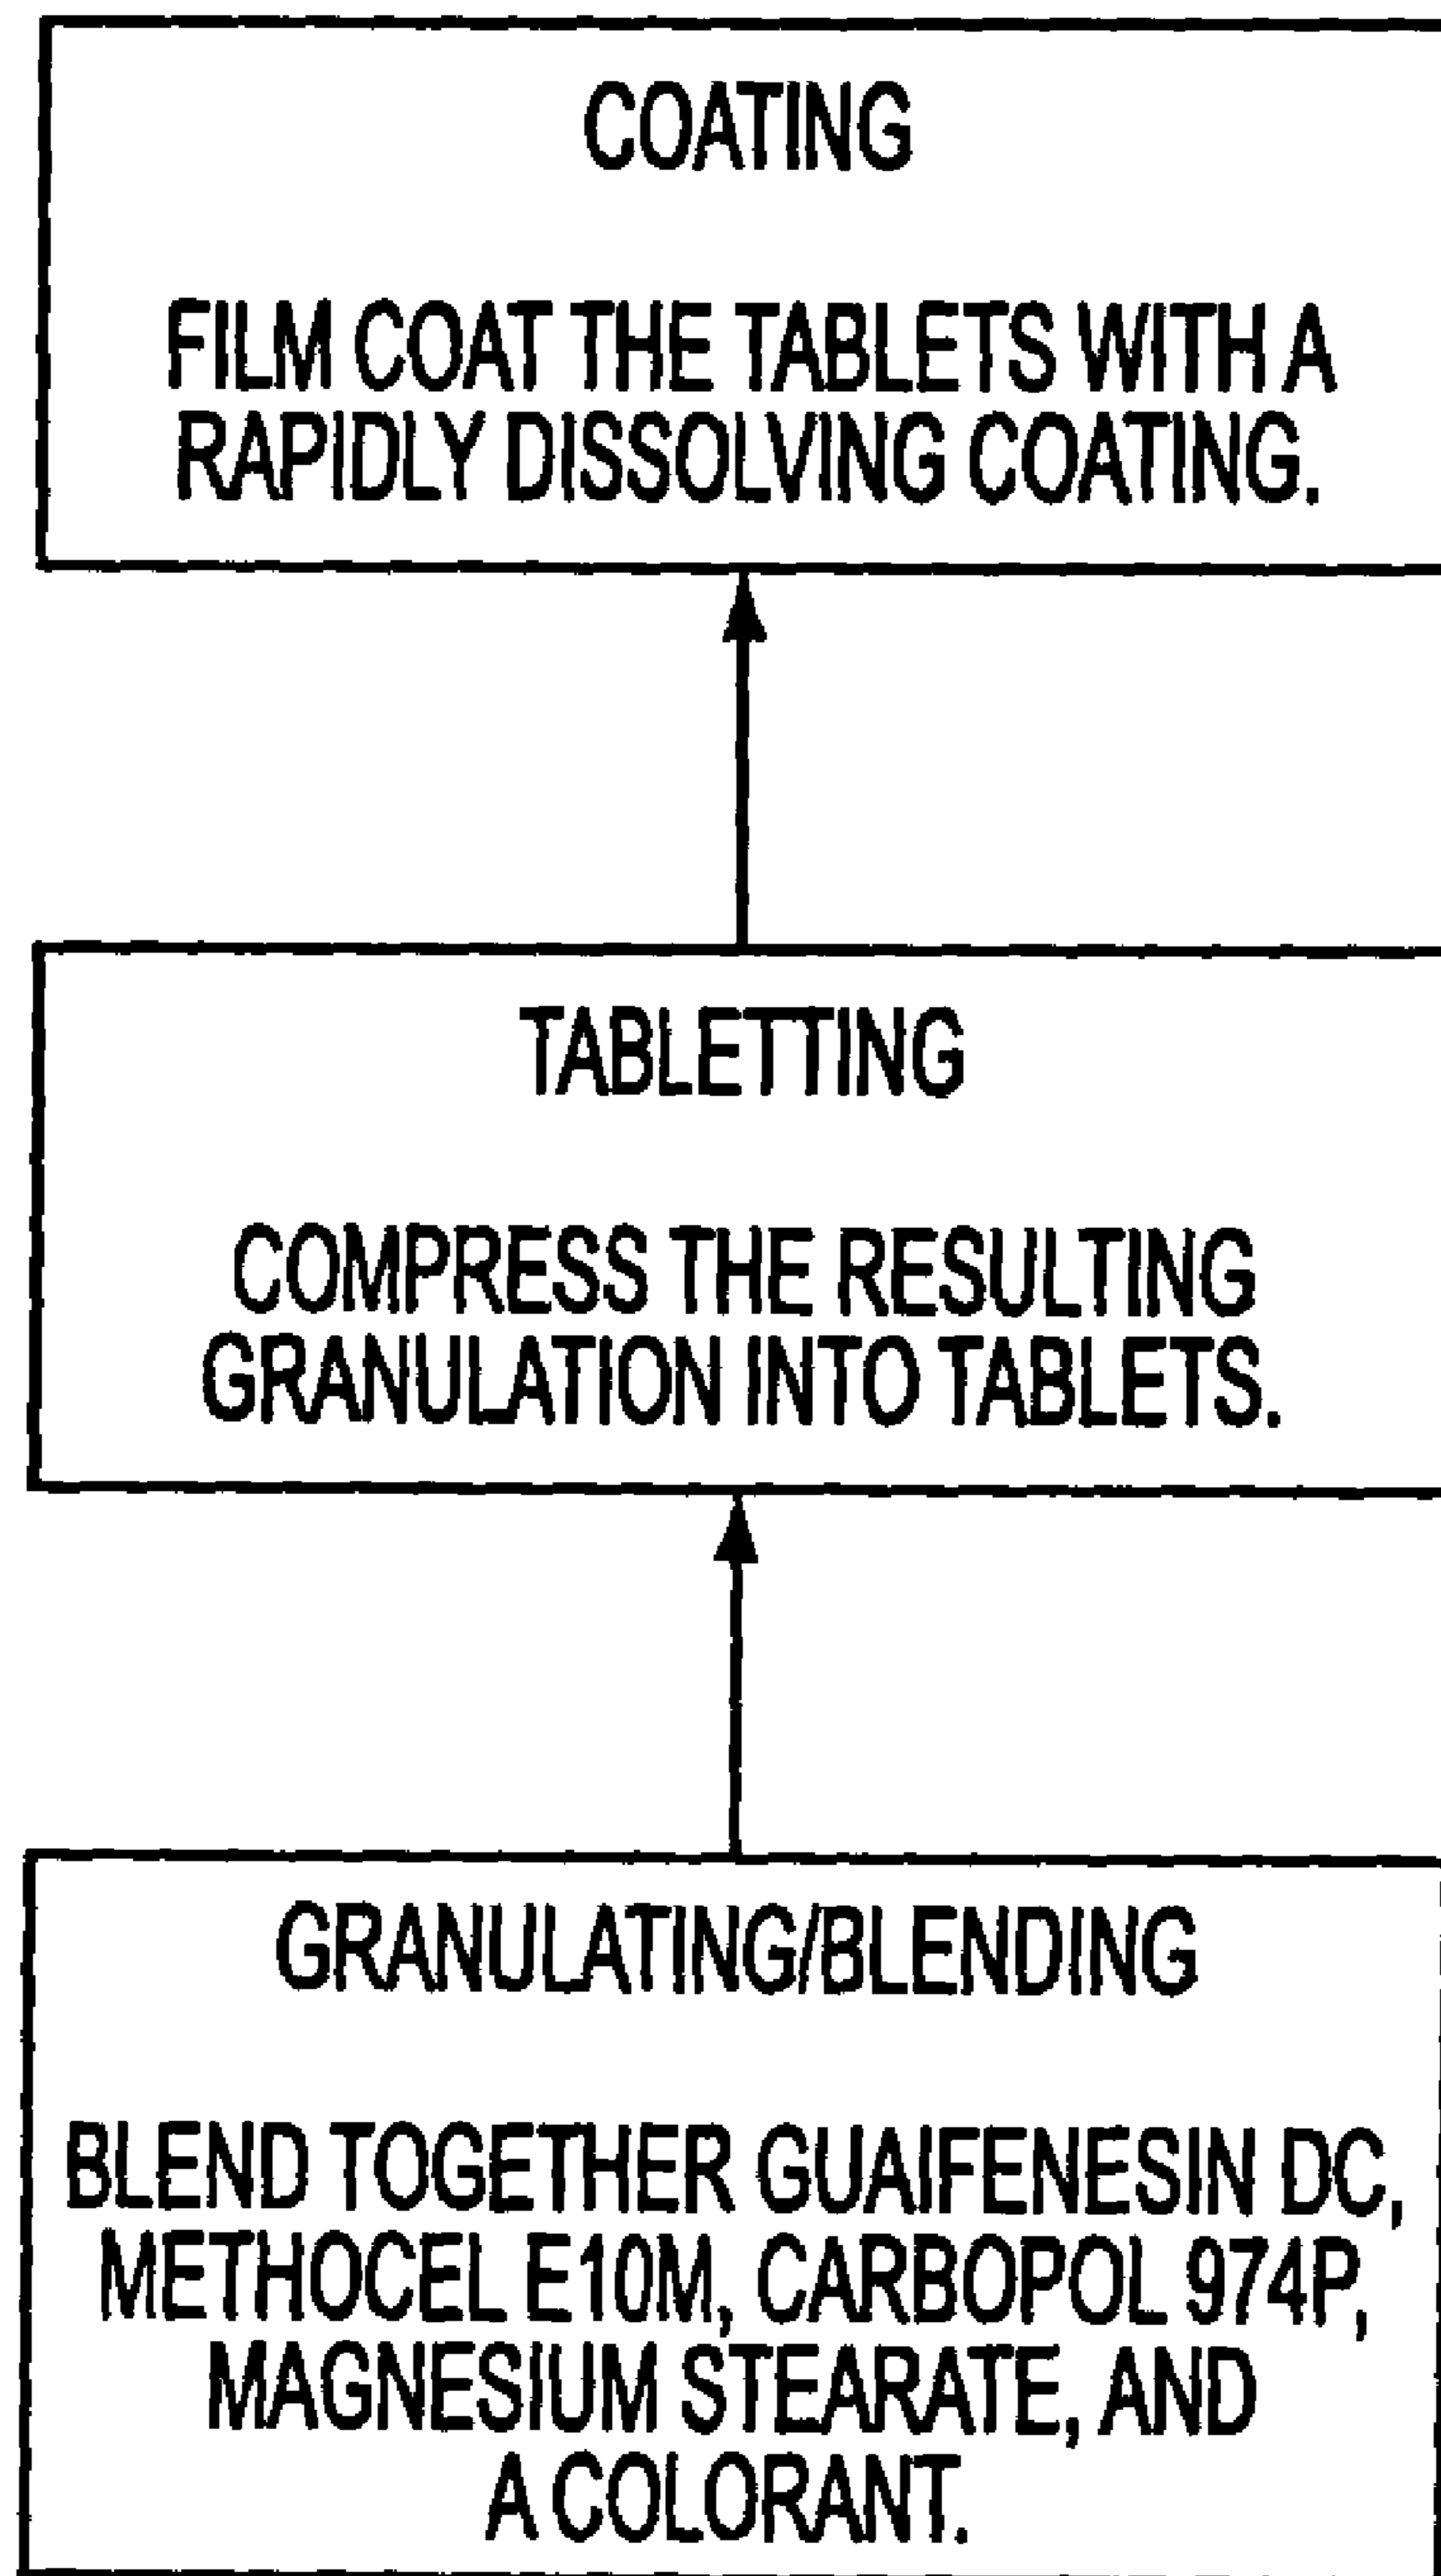 COATING
FILM COAT THE TABLETS WITH A
RAPIDLY DISSOLVING COATING.
TABLETTING
COMPRESS THE RESULTING
GRANULATION INTO TABLETS.
GRANULATING/BLENDING
BLEND TOGETHER GUAIFENESIN DC,
METHOCEL E10M, CARBOPOL 974P,
MAGNESIUM STEARATE, AND
A COLORANT.